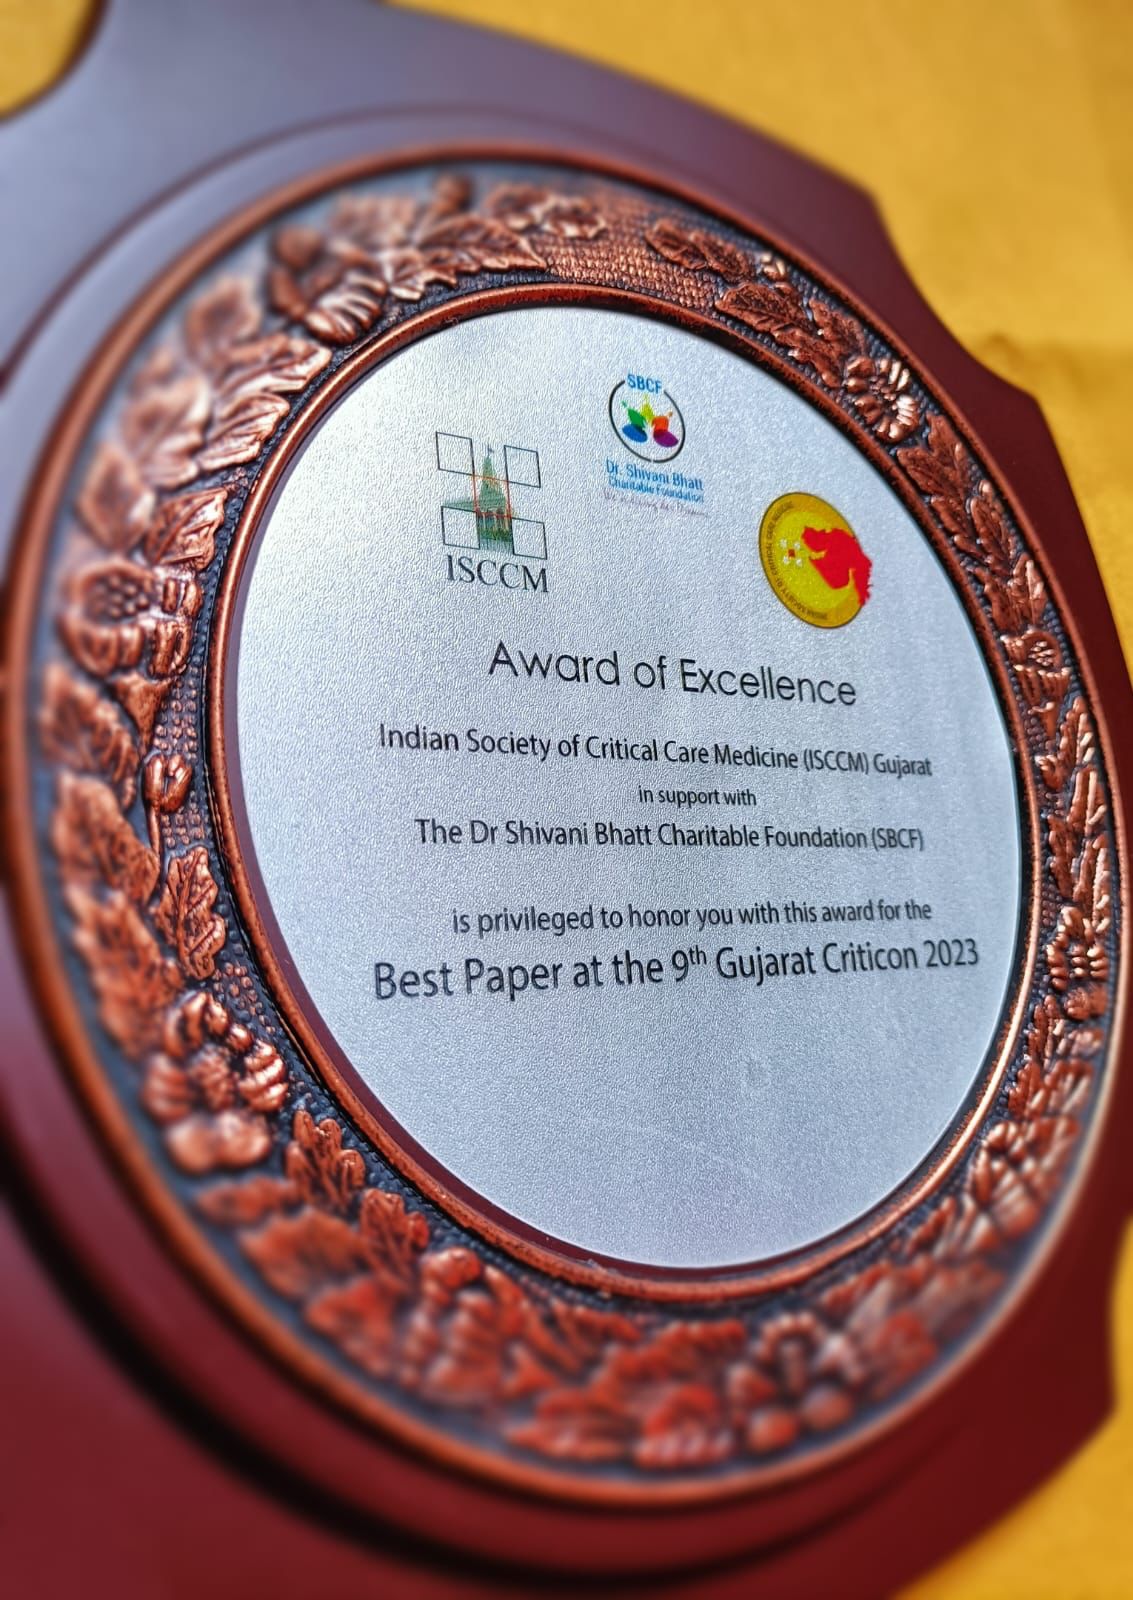 SBCF
Dr. Shivani Bhatt
Charitable Foundation
ISCCM
Award of Excellence
Indian Society of Critical Care Medicine (ISCCM) Gujarat
in support with
The Dr Shivani Bhatt Charitable Foundation (SBCF)
is privileged to honor you with this award for the
Best Paper at the 9th Gujarat Criticon 2023